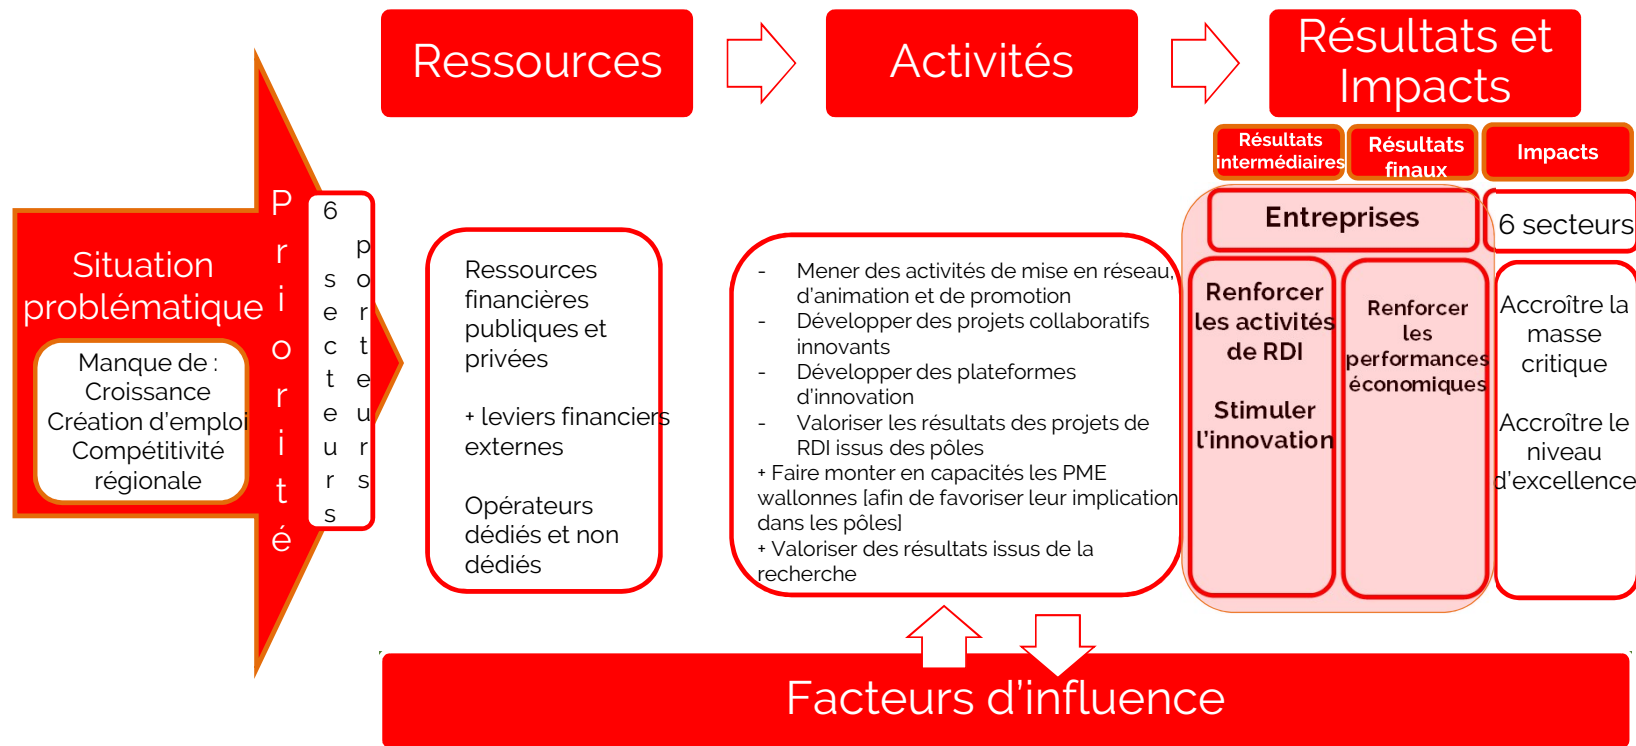 Ressources
Activités
Résultats et
Impacts
Résultats
intermédiaires
Résultats
finaux
Impacts
Situation
problématique
Manque de :
Croissance
Création d'emploi
Compétitivité
régionale
Priorité
6 secteurs
porteurs
Ressources
financières
publiques et
privées
+ leviers financiers
externes
Opérateurs
dédiés et non
dédiés
- Mener des activités de mise en réseau,
d'animation et de promotion
- Développer des projets collaboratifs
innovants
- Développer des plateformes
d'innovation
- Valoriser les résultats des projets de
RDI issus des pôles
+ Faire monter en capacités les PME
wallonnes [afin de favoriser leur implication
dans les pôles]
+ Valoriser des résultats issus de la
recherche
Entreprises
Renforcer
les activités
de RDI
Stimuler
l'innovation
Renforcer
les
performances
économiques
6 secteurs
Accroître la
masse
critique
Accroître le
niveau
d'excellence
Facteurs d'influence